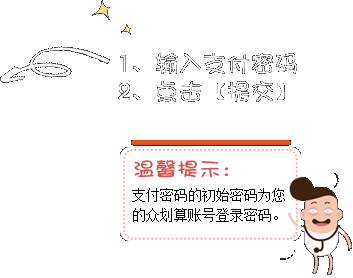 1、输入支付密码
2、点击【提交】
温馨提示：
支付密码的初始密码为您
的众划算账号登录密码。